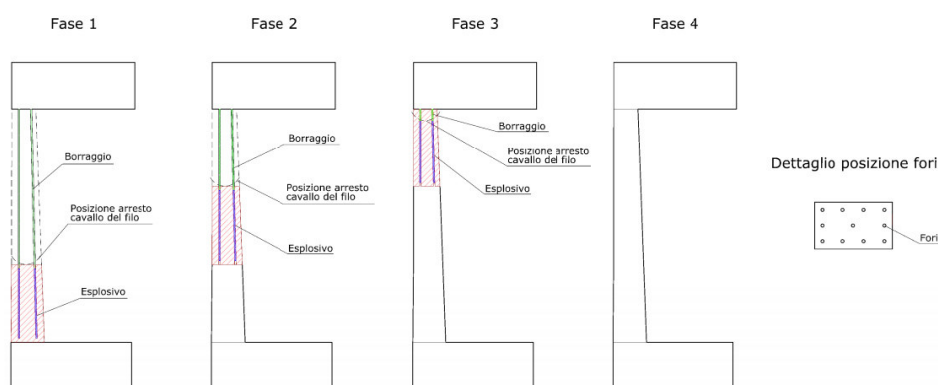 Fase 1
Fase 2
Fase 3
Fase 4
Borraggio
Posizione arresto
cavallo del filo
Esplosivo
Borraggio
Posizione arresto
cavallo del filo
Esplosivo
Borraggio
Posizione arresto
cavallo del filo
Esplosivo
Dettaglio posizione fori
Fori